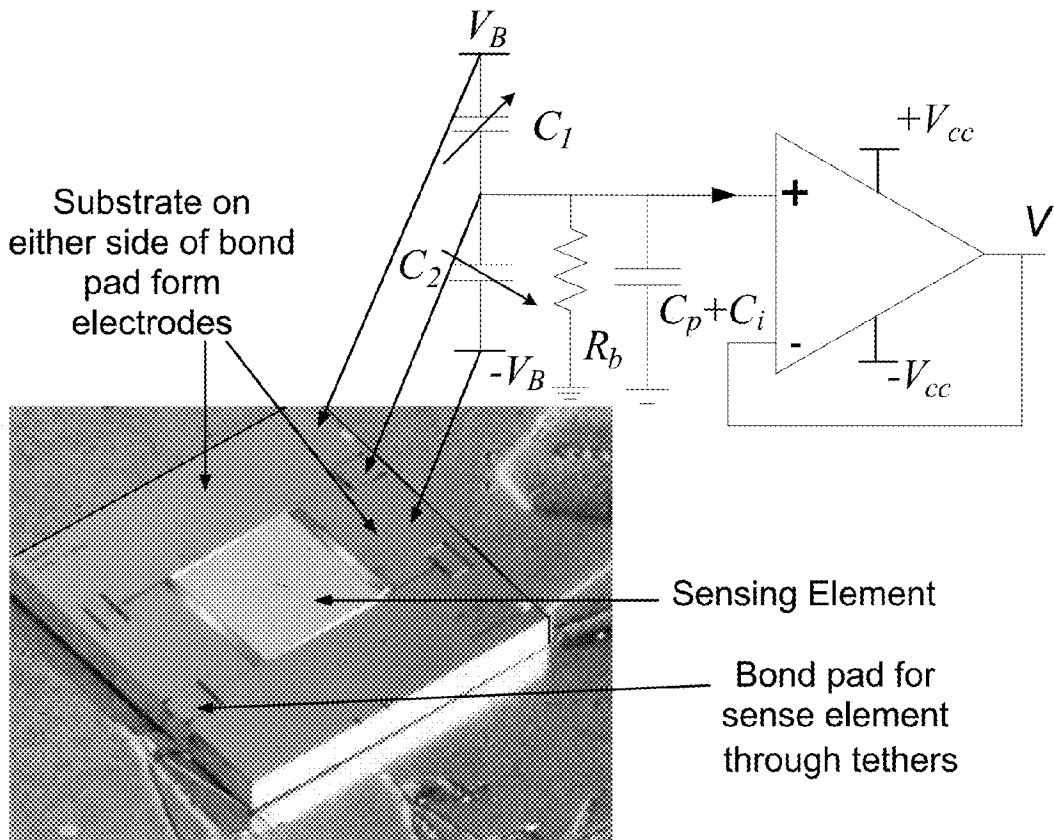 V_B
C_1
+V_cc
Substrate on
either side of bond
pad form
electrodes
+
V
C_2
C_p+C_i
R_b
-
-V_B
-V_cc
Sensing Element
Bond pad for
sense element
through tethers